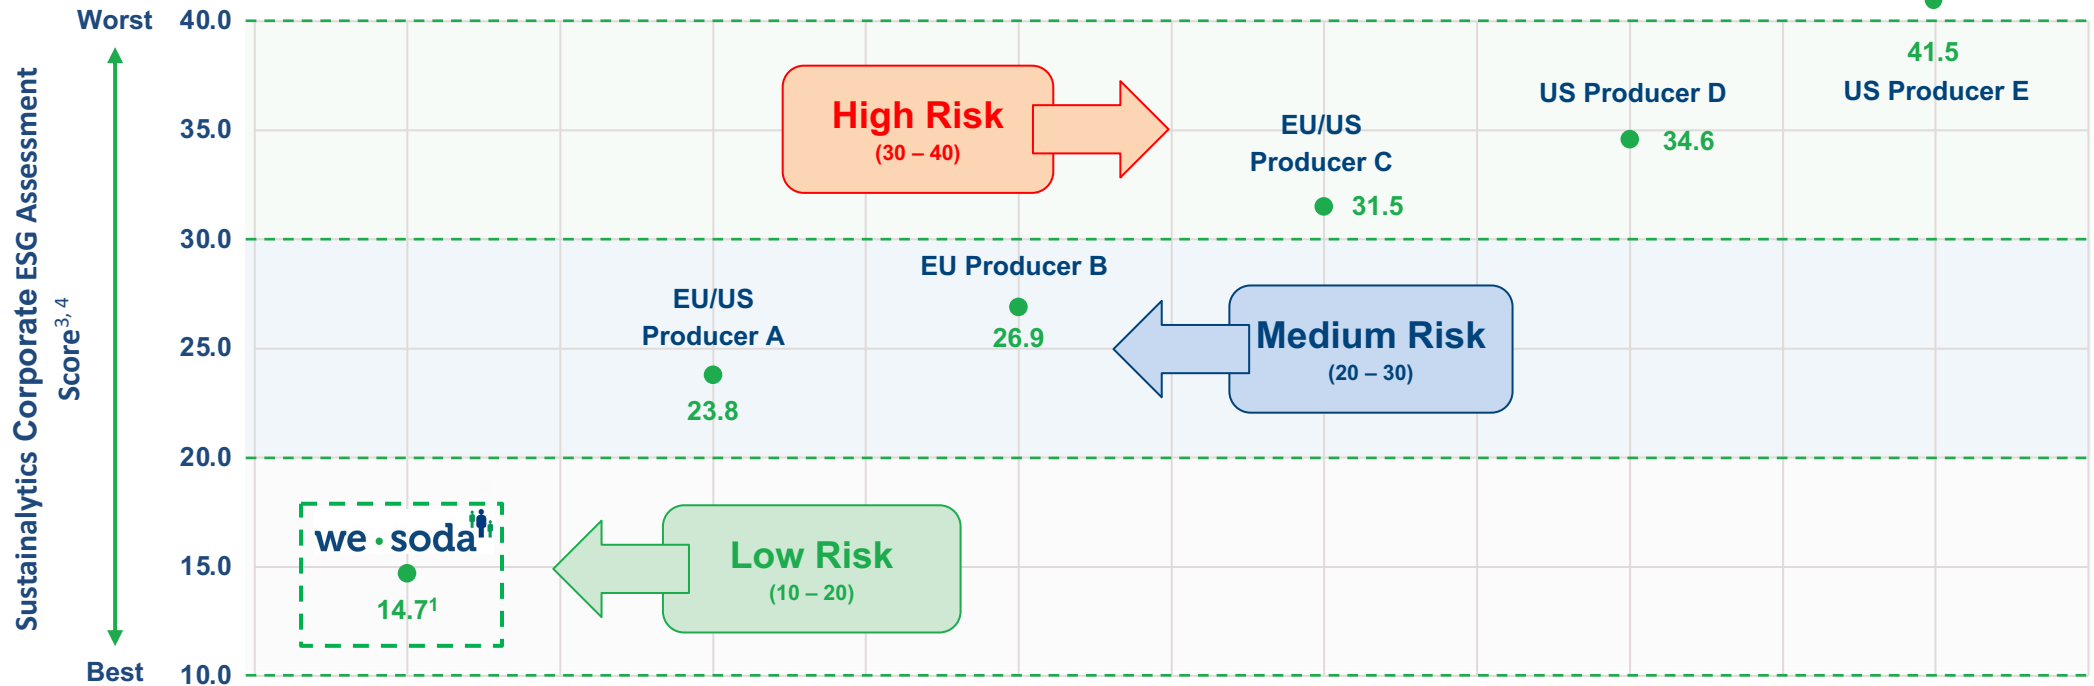 Worst
40.0
41.5
US Producer E
US Producer D
34.6
High Risk
(30 – 40)
35.0
EU/US
Producer C
31.5
30.0
EU Producer B
26.9
EU/US
Producer A
23.8
Medium Risk
(20 – 30)
25.0
20.0
we·soda
14.7¹
Low Risk
(10 – 20)
15.0
Best
10.0
Sustainalytics Corporate ESG Assessment
Score³, ⁴